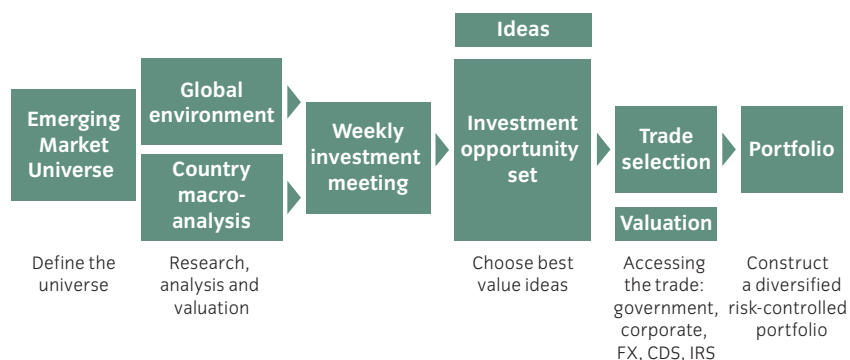 Emerging
Market
Universe
Define the
universe
Global
environment
Country
macro-
analysis
Research,
analysis and
valuation
Weekly
investment
meeting
Ideas
Investment
opportunity
set
Choose best
value ideas
Trade
selection
Valuation
Accessing
the trade:
government,
corporate,
FX, CDS, IRS
Portfolio
Construct
a diversified
risk-controlled
portfolio